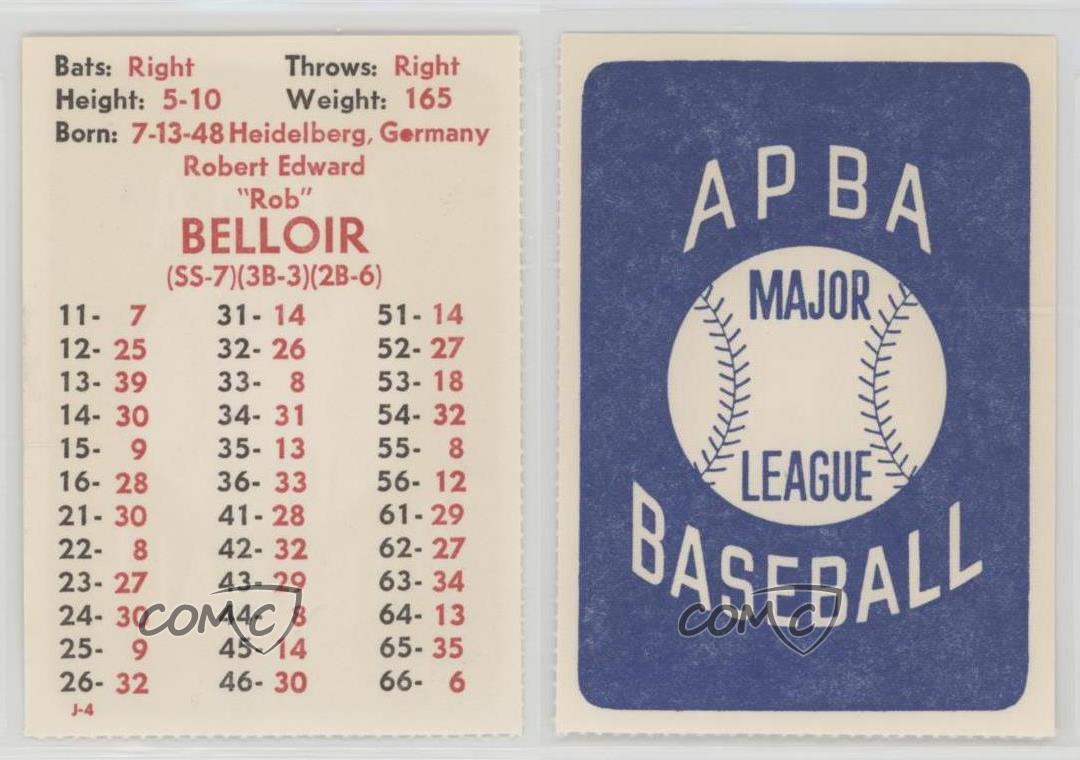 Bats: Right Throws: Right
Height: 5-10 Weight: 165
Born: 7-13-48 Heidelberg, Germany
Robert Edward
"Rob"
BELLOIR
(SS-7)(3B-3)(2B-6)
11- 7 31- 14 51- 14
12- 25 32- 26 52- 27
13- 39 33- 8 53- 18
14- 30 34- 31 54- 32
15- 9 35- 13 55- 8
16- 28 36- 33 56- 12
21- 30 41- 28 61- 29
22- 8 42- 32 62- 27
23- 27 43- 29 63- 34
24- 30 44- 8 64- 13
25- 9 45- 14 65- 35
26- 32 46- 30 66- 6
J-4
COMC
APBA
MAJOR
LEAGUE
BASEBALL
COMC